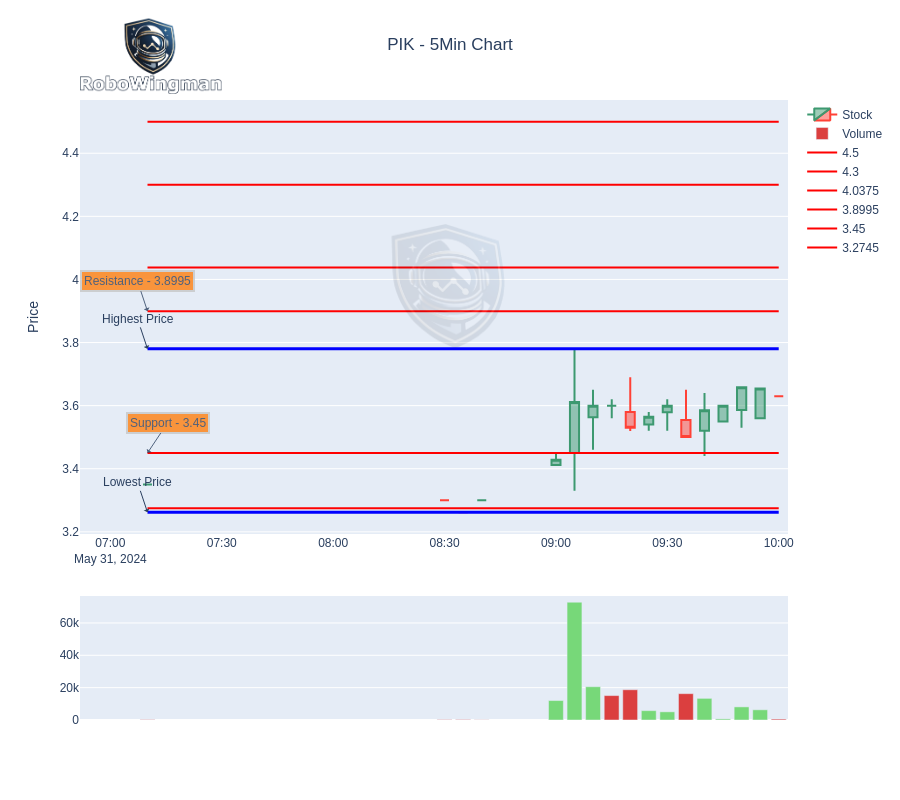 RoboWingman
PIK - 5Min Chart
Stock
Volume
4.5
4.3
4.0375
3.8995
3.45
3.2745
Price
4.4
4.2
4
3.8
3.6
3.4
3.2
Resistance - 3.8995
Highest Price
Support - 3.45
Lowest Price
07:00 07:30 08:00 08:30 09:00 09:30 10:00
May 31, 2024
60k
40k
20k
0